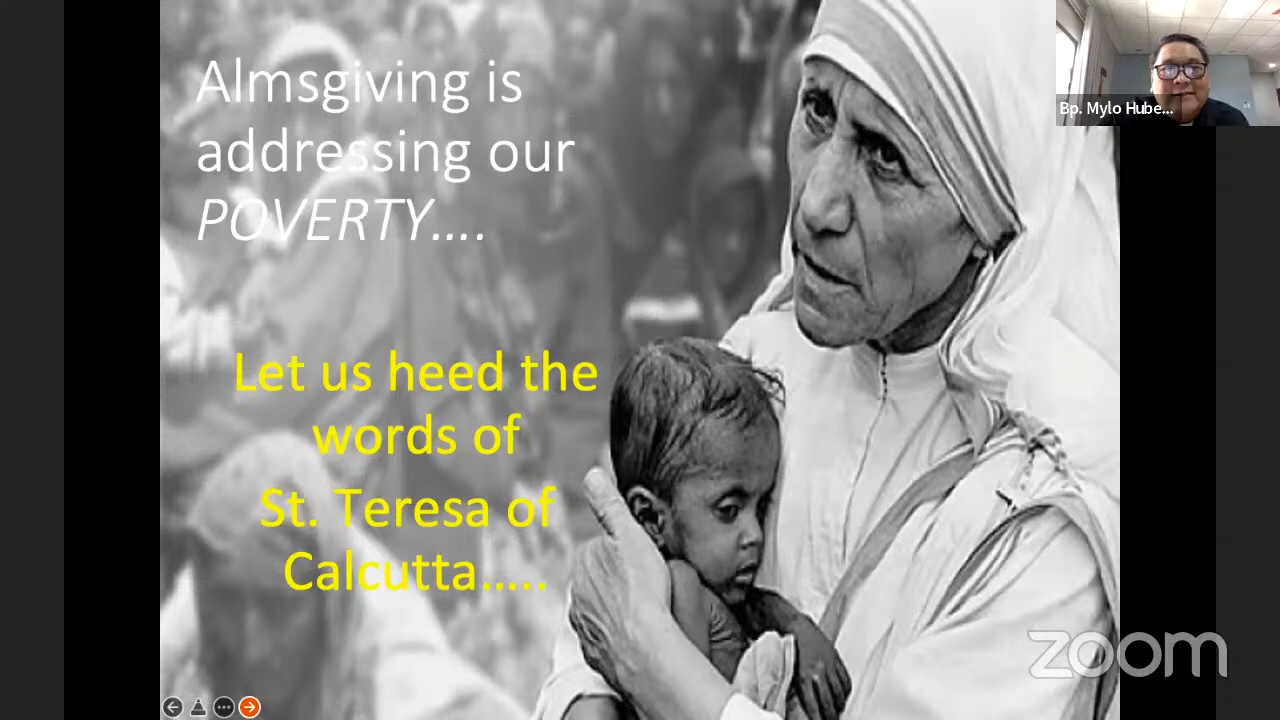 Almsgiving is
addressing our
POVERTY....
Let us heed the
words of
St. Teresa of
Calcutta.....
Bp. Mylo Hube...
zoom